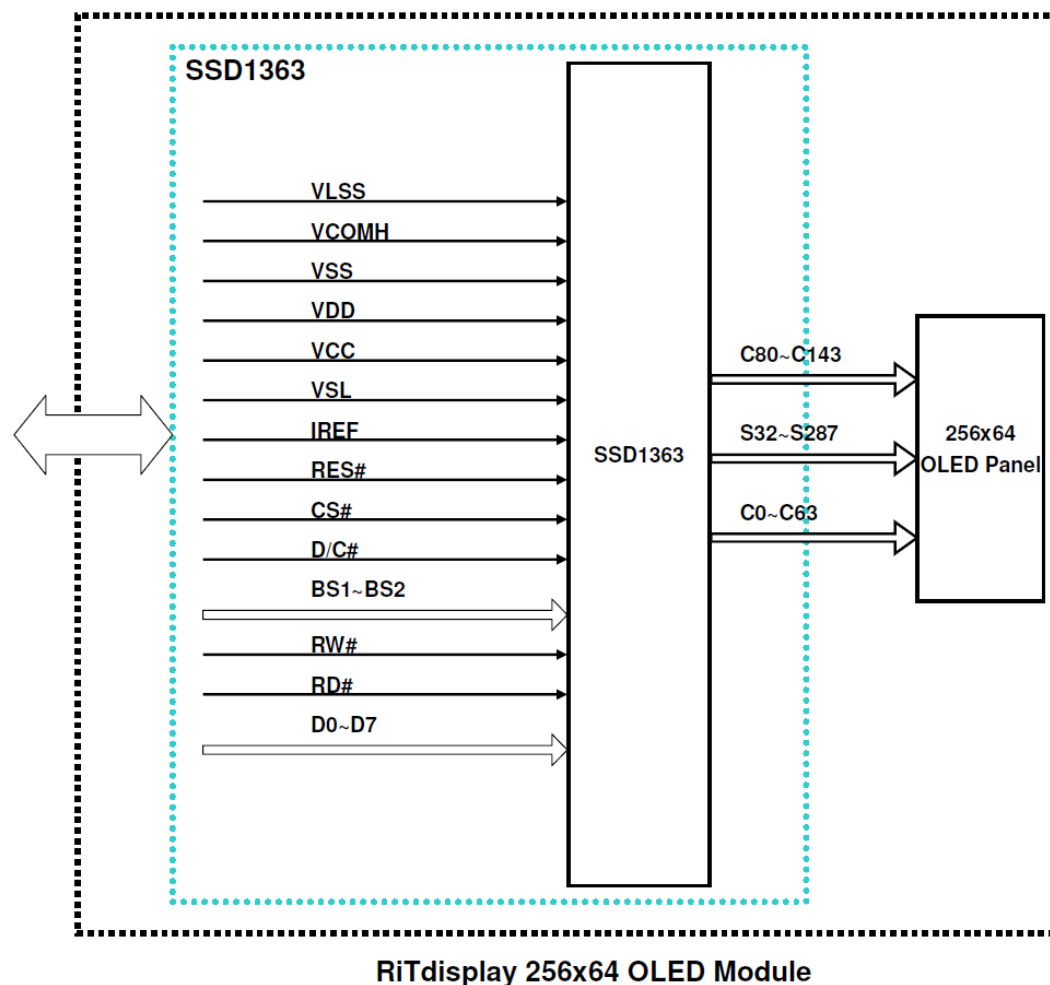 SSD1363
VLSS
VCOMH
VSS
VDD
VCC
VSL
IREF
RES#
CS#
D/C#
BS1~BS2
RW#
RD#
D0~D7
SSD1363
C80~C143
S32~S287
C0~C63
256x64
OLED Panel
RiTdisplay 256x64 OLED Module